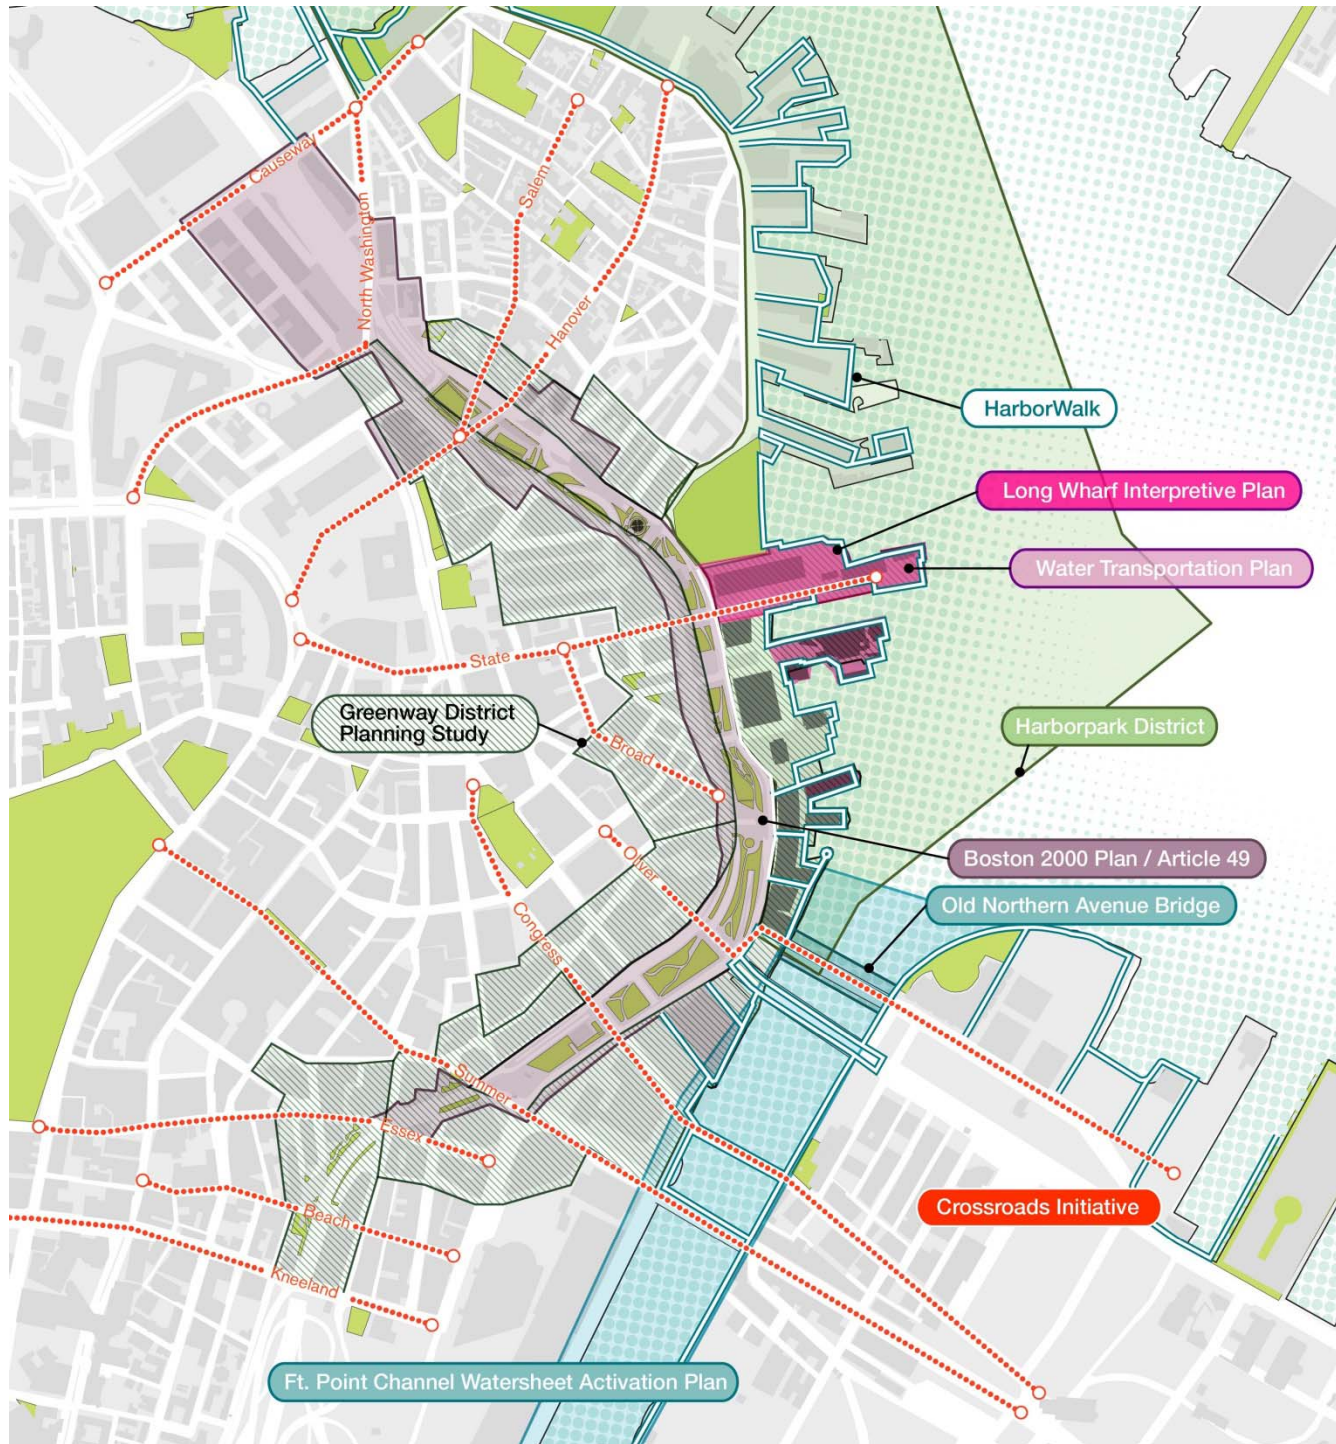 Causeway
North Washington
Salem
Hanover
HarborWalk
Long Wharf Interpretive Plan
Water Transportation Plan
State
Greenway District
Planning Study
Broad
Harborpark District
Oliver
Boston 2000 Plan / Article 49
Old Northern Avenue Bridge
Congress
Summer
Essex
Crossroads Initiative
Beach
Kneeland
Ft. Point Channel Watersheet Activation Plan